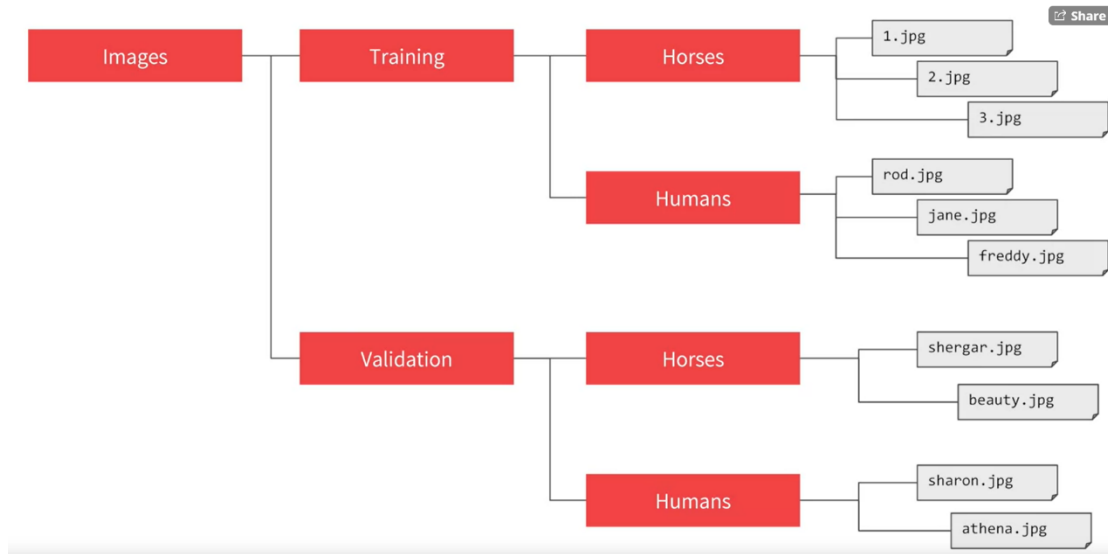 Share
Images
Training
Horses
1.jpg
2.jpg
3.jpg
Humans
rod.jpg
jane.jpg
freddy.jpg
Validation
Horses
shergar.jpg
beauty.jpg
Humans
sharon.jpg
athena.jpg